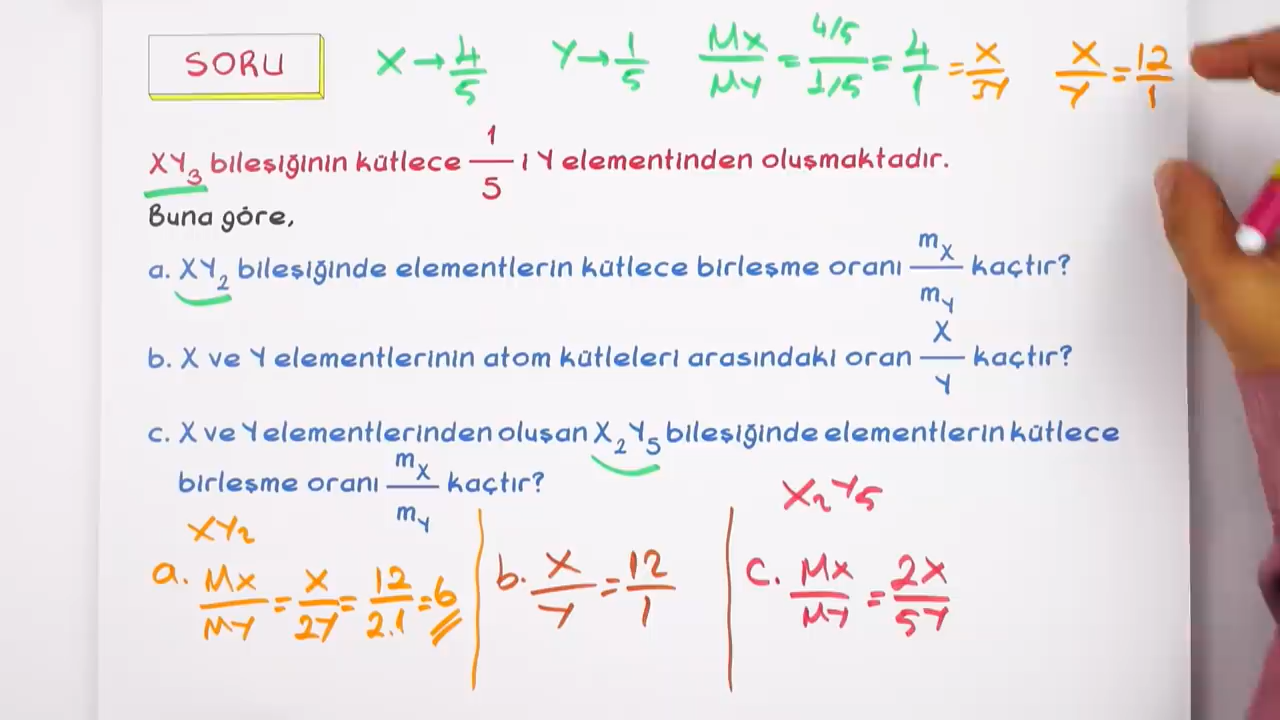 SORU
X → 4/5 Y → 1/5 Mx/My = 4/5 / 1/5 = 4/1 = X/3Y X/Y = 12/1
XY₃ bileşiğinin kütlece 1/5 i Y elementinden oluşmaktadır.
Buna göre,
a. XY₂ bileşiğinde elementlerin kütlece birleşme oranı mX/mY kaçtır?
b. X ve Y elementlerinin atom kütleleri arasındaki oran X/Y kaçtır?
c. X ve Y elementlerinden oluşan X₂Y₅ bileşiğinde elementlerin kütlece
birleşme oranı mX/mY kaçtır?
XY₂
a. Mx/My = X/2Y = 12/2.1 = 6
b. X/Y = 12/1
X₂Y₅
c. Mx/My = 2X/5Y